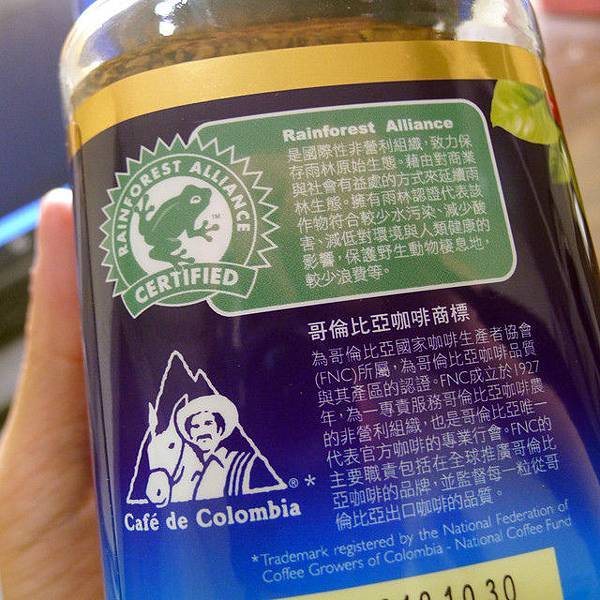 Rainforest Alliance
是國際性非營利組織,致力保
存雨林原始生態。藉由對商業
與社會有益處的方式來延續雨
林生態。擁有雨林認證代表該
作物符合較少水污染、減少酸
害、減低對環境與人類健康的
影響,保護野生動物棲息地,
較少浪費等。
RAINFOREST ALLIANCE
TM
CERTIFIED
哥倫比亞咖啡商標
為哥倫比亞國家咖啡生產者協會
(FNC)所屬,為哥倫比亞咖啡品質
與其產區的認證。FNC成立於1927
年,為一專責服務哥倫比亞咖啡農
的非營利組織,也是哥倫比亞唯一
代表官方咖啡的專業行會。FNC的
主要職責包括在全球推廣哥倫比
亞咖啡的品牌,並監督每一粒從哥
倫比亞出口咖啡的品質。
® *
Café de Colombia
*Trademark registered by the National Federation of
Coffee Growers of Colombia - National Coffee Fund
10.30